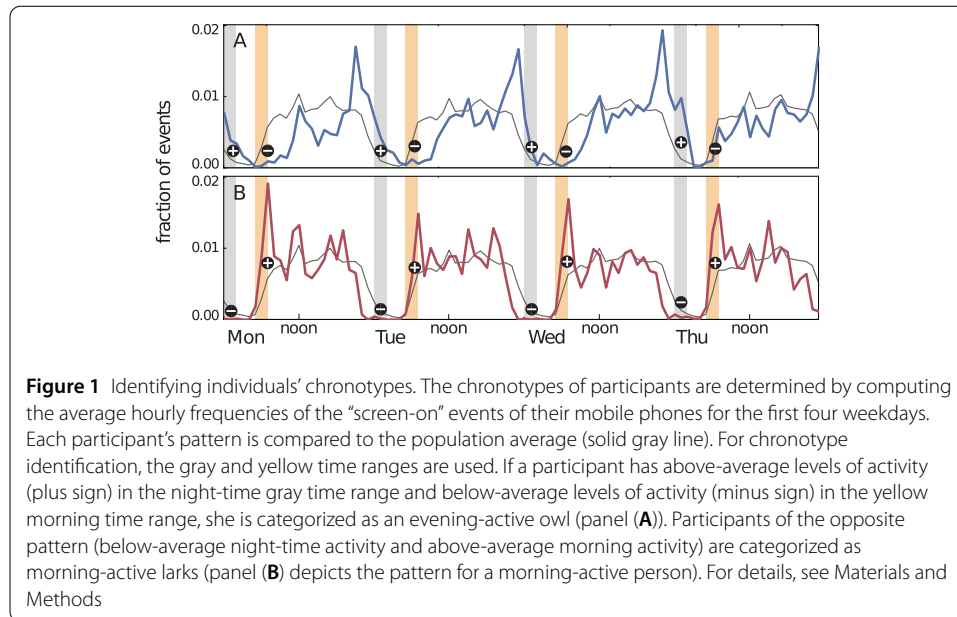 0.02
A
0.01
0.00
0.02
B
0.01
0.00
fraction of events
noon
noon
noon
noon
Mon
Tue
Wed
Thu
Figure 1 Identifying individuals’ chronotypes. The chronotypes of participants are determined by computing
the average hourly frequencies of the “screen-on” events of their mobile phones for the first four weekdays.
Each participant’s pattern is compared to the population average (solid gray line). For chronotype
identification, the gray and yellow time ranges are used. If a participant has above-average levels of activity
(plus sign) in the night-time gray time range and below-average levels of activity (minus sign) in the yellow
morning time range, she is categorized as an evening-active owl (panel (A)). Participants of the opposite
pattern (below-average night-time activity and above-average morning activity) are categorized as
morning-active larks (panel (B) depicts the pattern for a morning-active person). For details, see Materials and
Methods